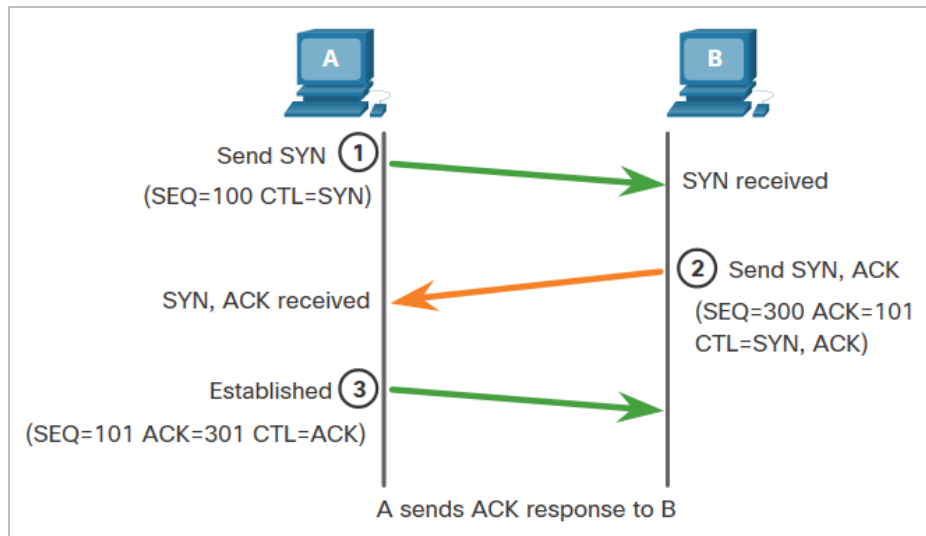 A
B
Send SYN 1
(SEQ=100 CTL=SYN)
SYN received
2 Send SYN, ACK
SYN, ACK received
(SEQ=300 ACK=101
CTL=SYN, ACK)
Established 3
(SEQ=101 ACK=301 CTL=ACK)
A sends ACK response to B